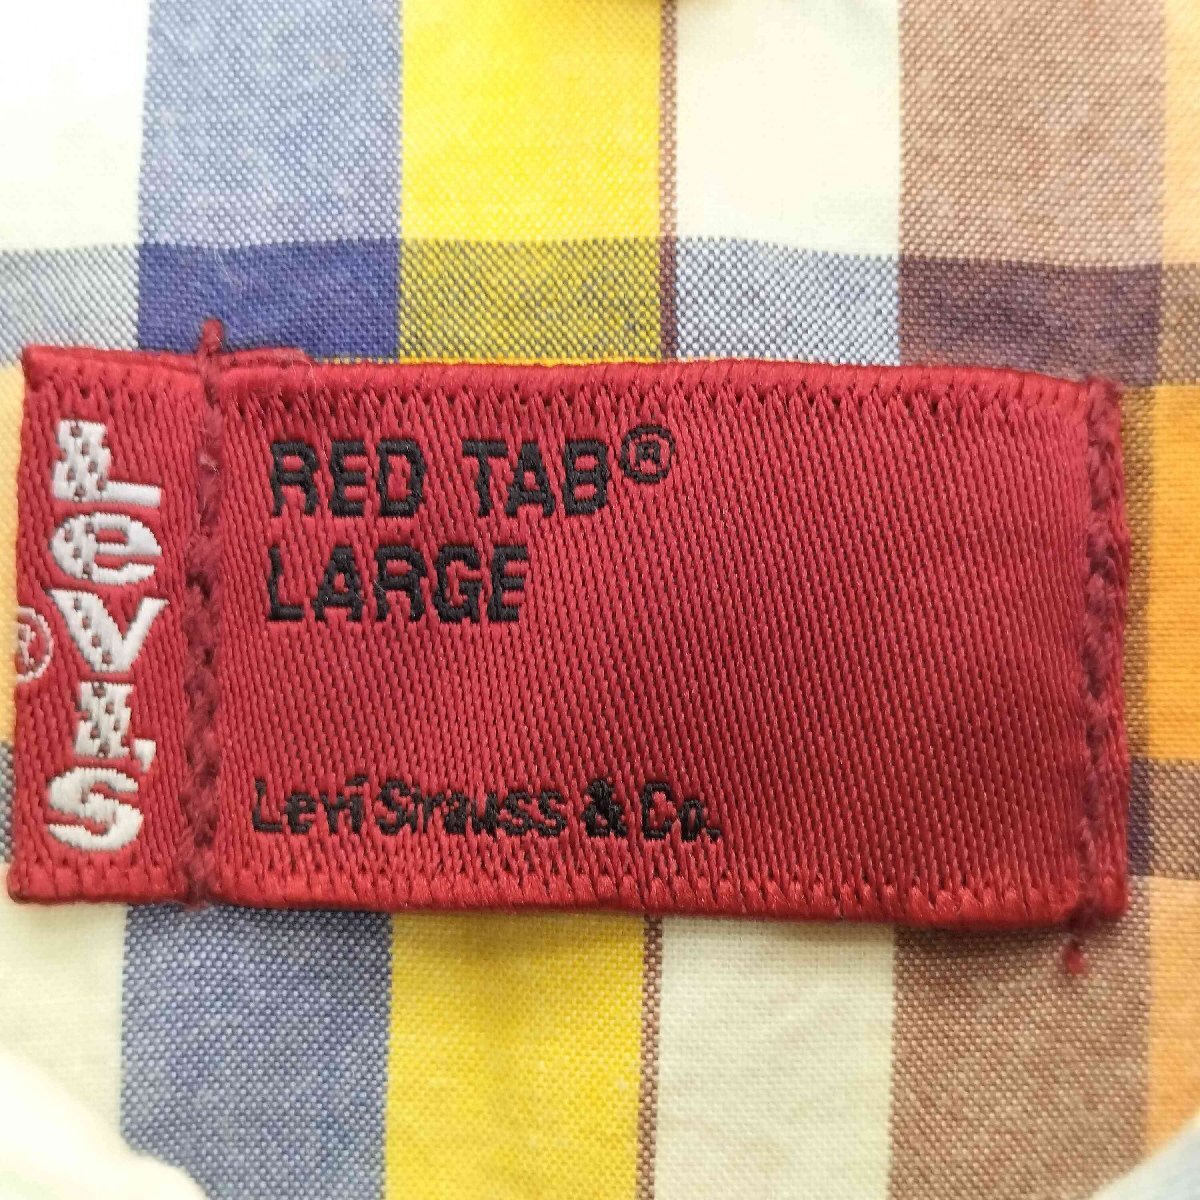 LEVI'S
®
RED TAB®
LARGE
Levi Strauss & Co.